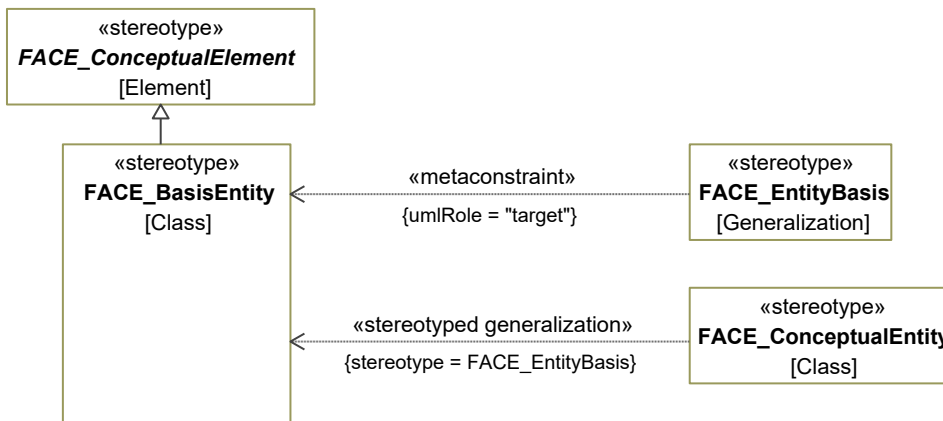 «stereotype»
FACE_ConceptualElement
[Element]
«stereotype»
FACE_BasisEntity
[Class]
«metaconstraint»
{umlRole = "target"}
«stereotype»
FACE_EntityBasis
[Generalization]
«stereotyped generalization»
{stereotype = FACE_EntityBasis}
«stereotype»
FACE_ConceptualEntity
[Class]